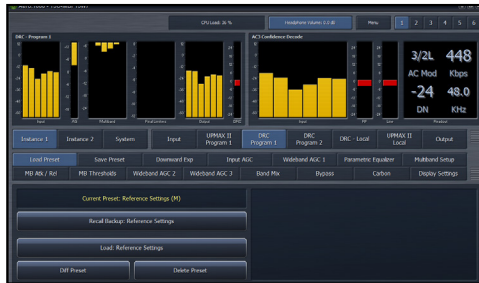 CPU Load: 26 %
Headphone Volume: 0.0 dB
Menu
1 2 3 4 5 6
DRC - Program 1
AC3 Confidence Decode
3/2L 448
AC Mod Kbps
-24 48.0
DN KHz
Input
Multiband
Output
Input
Instance 1
Instance 2
System
Input
UPMAX II Program 1
DRC Program 1
DRC Program 2
DRC - Local
UPMAX II Local
Output
Load Preset
Save Preset
Downward Exp
Input AGC
Wideband AGC 1
Parametric Equalizer
Multiband Setup
MB Atk / Rel
MB Thresholds
Wideband AGC 2
Wideband AGC 3
Band Mix
Bypass
Carbon
Display Settings
Current Preset: Reference Settings (M)
Recall Backup: Reference Settings
Load: Reference Settings
Diff Preset
Delete Preset